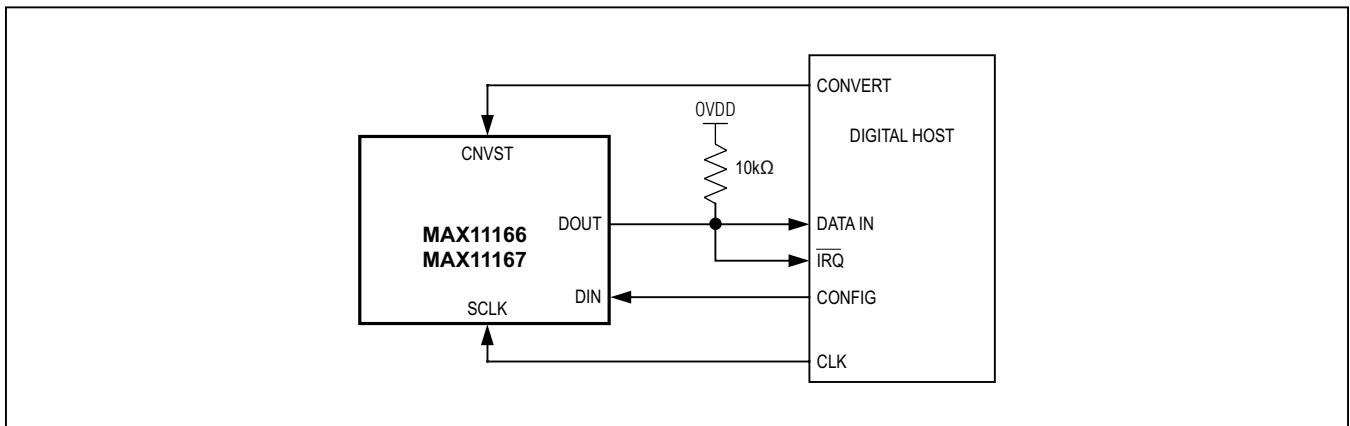 CONVERT
OVDD
DIGITAL HOST
CNVST
10kΩ
DOUT
DATA IN
MAX11166
MAX11167
IRQ
DIN
CONFIG
SCLK
CLK